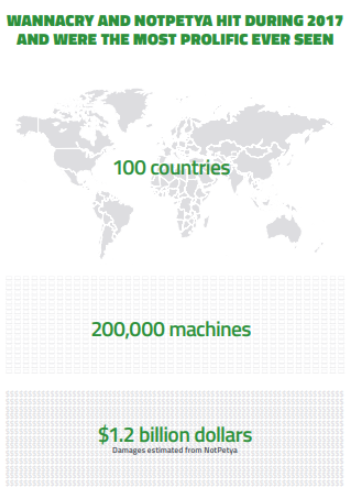 WANNACRY AND NOTPETYA HIT DURING 2017
AND WERE THE MOST PROLIFIC EVER SEEN
100 countries
200,000 machines
$1.2 billion dollars
Damages estimated from NotPetya